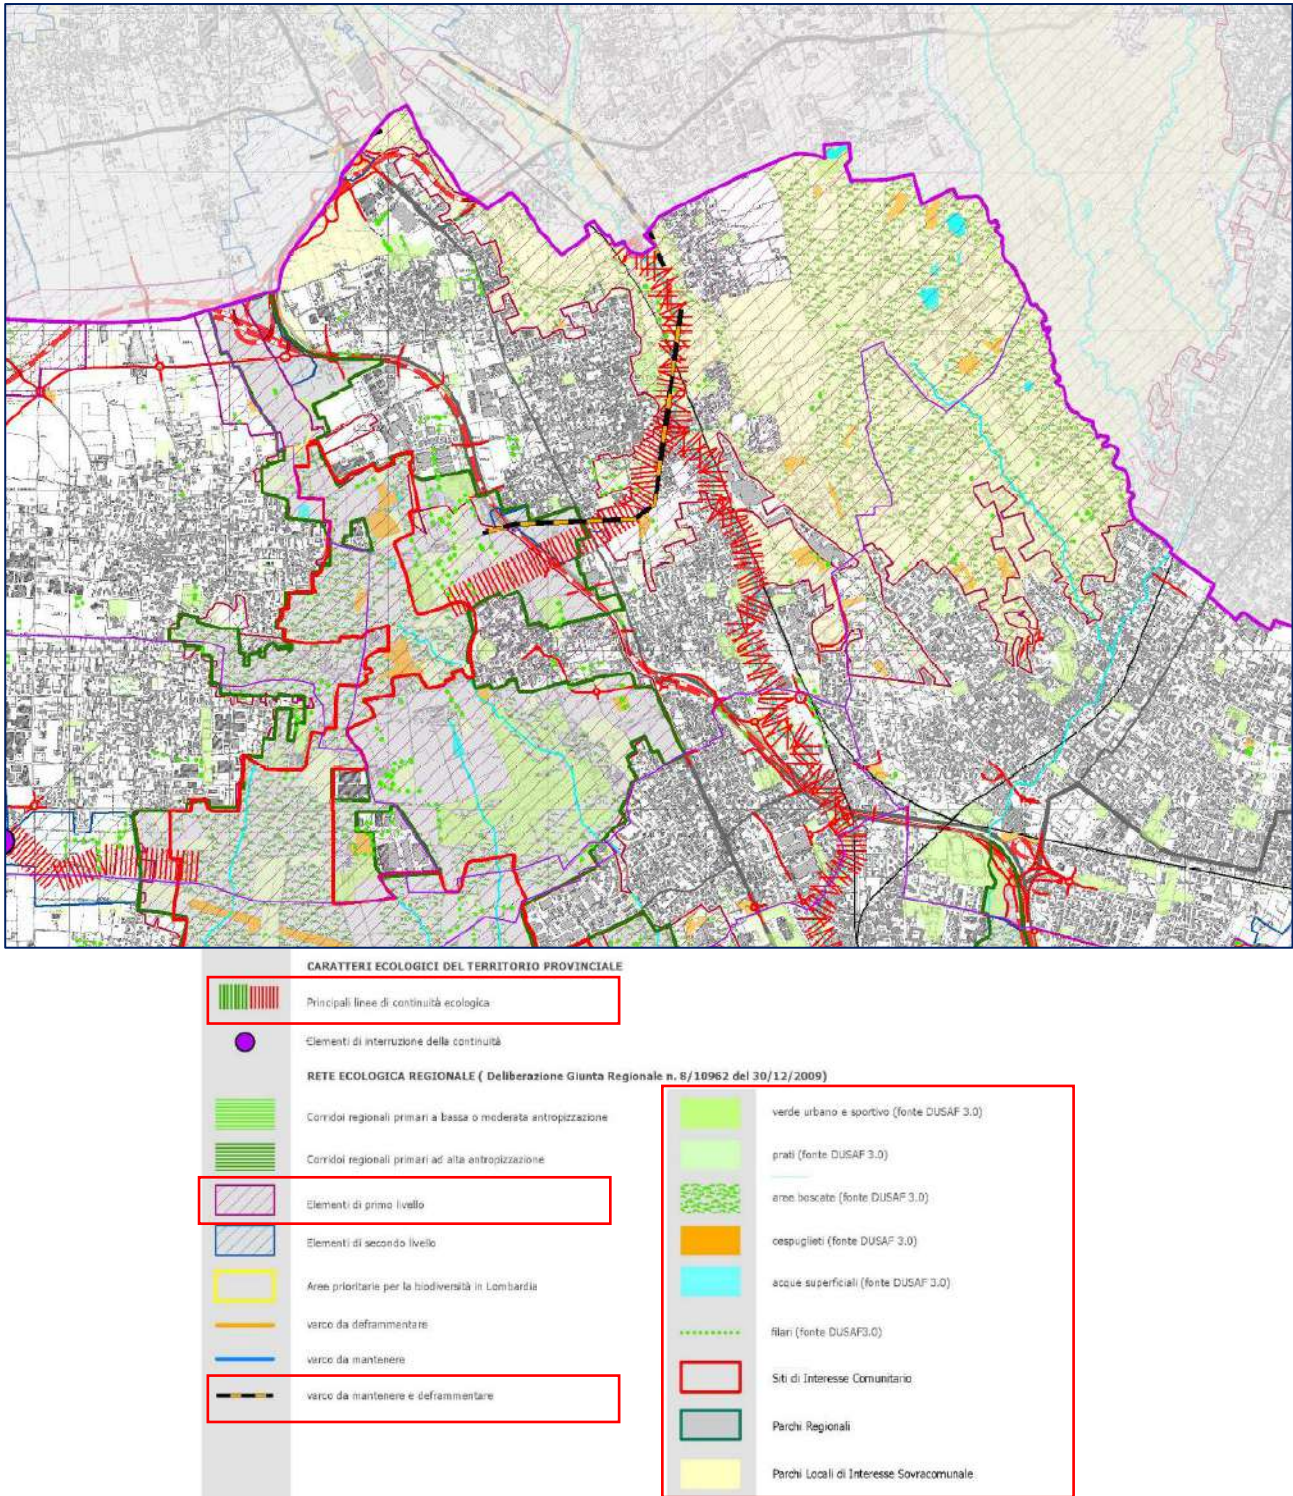 CARATTERI ECOLOGICI DEL TERRITORIO PROVINCIALE
Principali linee di continuità ecologica
Elementi di interruzione della continuità
RETE ECOLOGICA REGIONALE ( Deliberazione Giunta Regionale n. 8/10962 del 30/12/2009)
Corridoi regionali primari a bassa o moderata antropizzazione
Corridoi regionali primari ad alta antropizzazione
Elementi di primo livello
Elementi di secondo livello
Aree prioritarie per la biodiversità in Lombardia
varco da deframmentare
varco da mantenere
varco da mantenere e deframmentare
verde urbano e sportivo (fonte DUSAF 3.0)
prati (fonte DUSAF 3.0)
aree boscate (fonte DUSAF 3.0)
cespuglieti (fonte DUSAF 3.0)
acque superficiali (fonte DUSAF 3.0)
filari (fonte DUSAF3.0)
Siti di Interesse Comunitario
Parchi Regionali
Parchi Locali di Interesse Sovracomunale